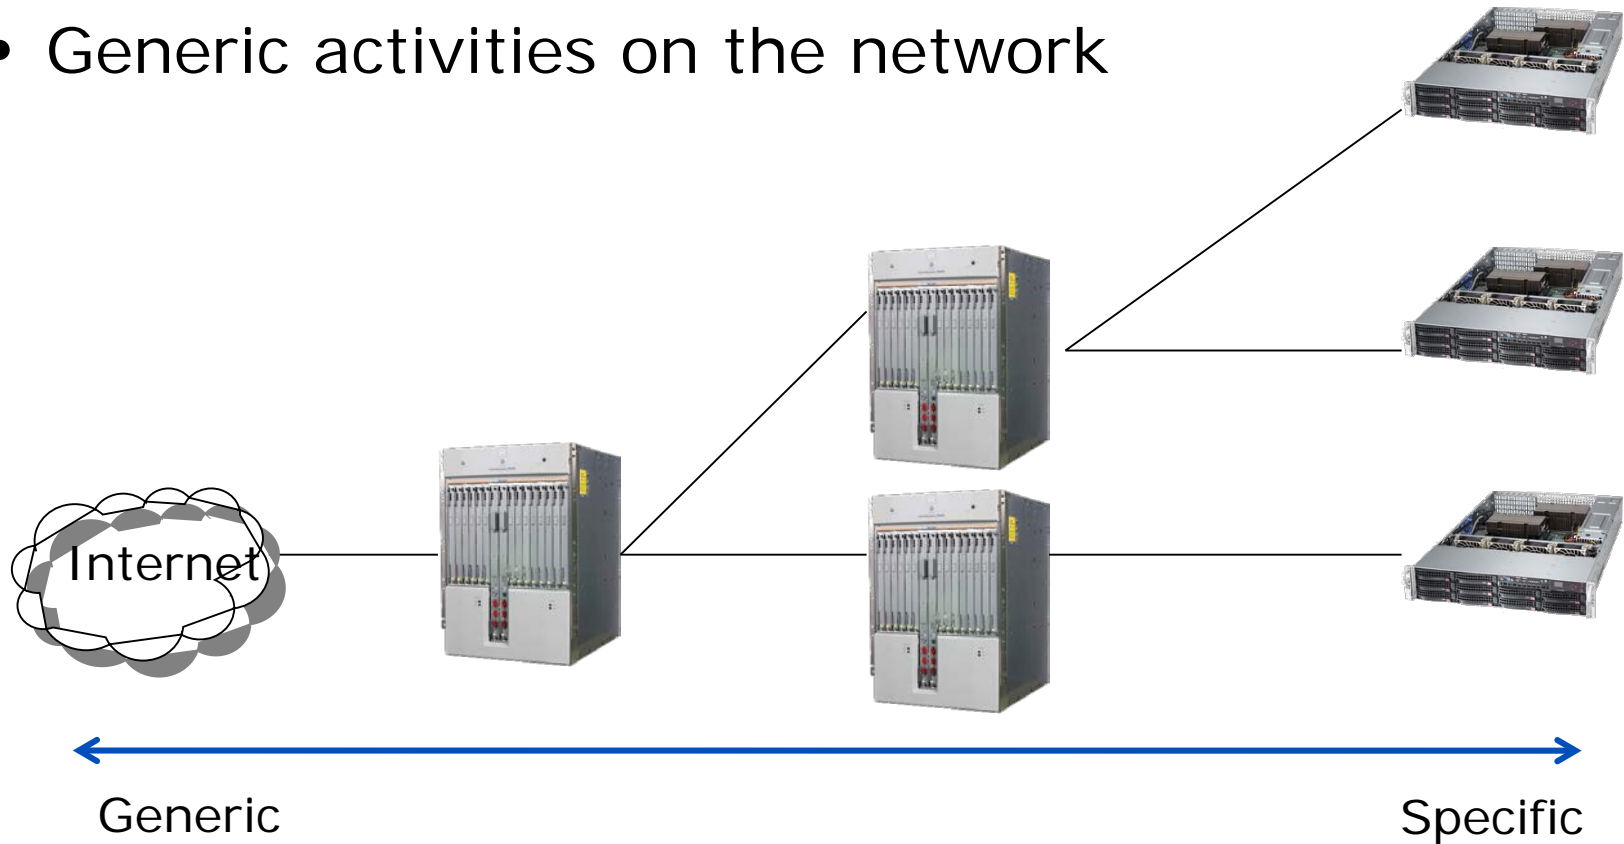 • Generic activities on the network
Internet
Generic
Specific